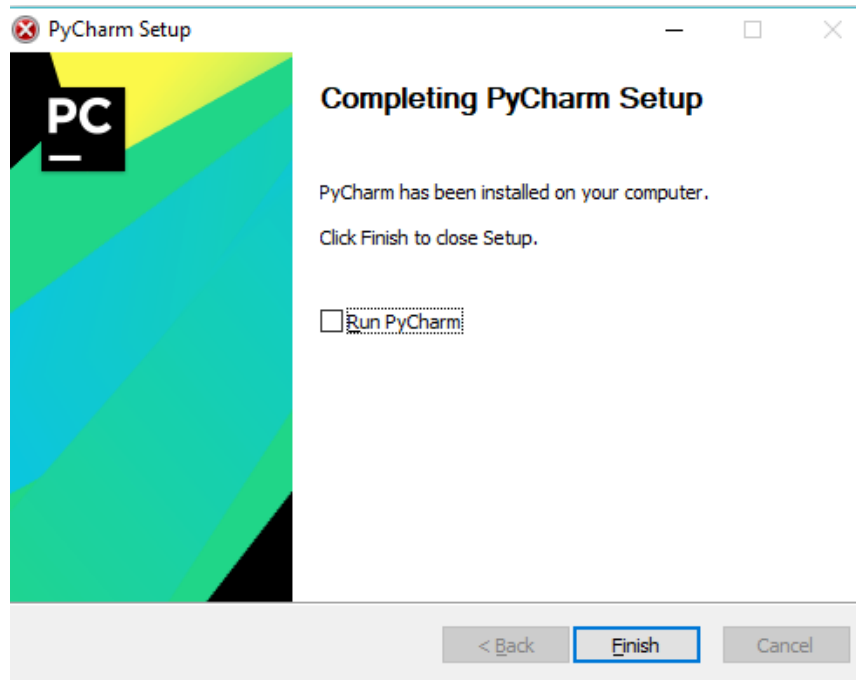 PyCharm Setup
PC
Completing PyCharm Setup
PyCharm has been installed on your computer.
Click Finish to close Setup.
Run PyCharm
< Back
Finish
Cancel